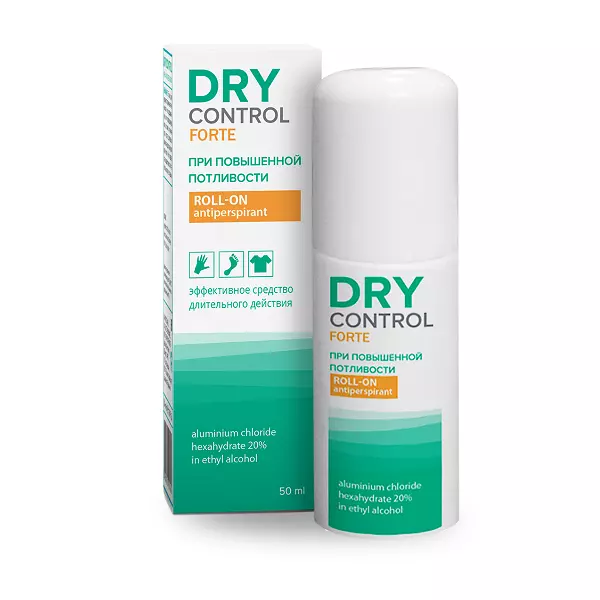 DRY
CONTROL
FORTE
ПРИ ПОВЫШЕННОЙ
ПОТЛИВОСТИ
ROLL-ON
antiperspirant
эффективное средство
длительного действия
aluminium chloride
hexahydrate 20%
in ethyl alcohol
50 ml
DRY
CONTROL
FORTE
ПРИ ПОВЫШЕННОЙ
ПОТЛИВОСТИ
ROLL-ON
antiperspirant
aluminium chloride
hexahydrate 20%
in ethyl alcohol